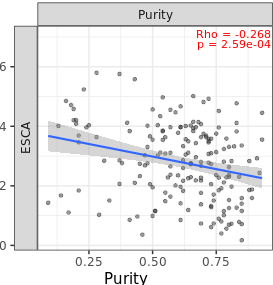 Purity
Rho = -0.268
p = 2.59e-04
ESCA
6
4
2
0
0.25 0.50 0.75
Purity